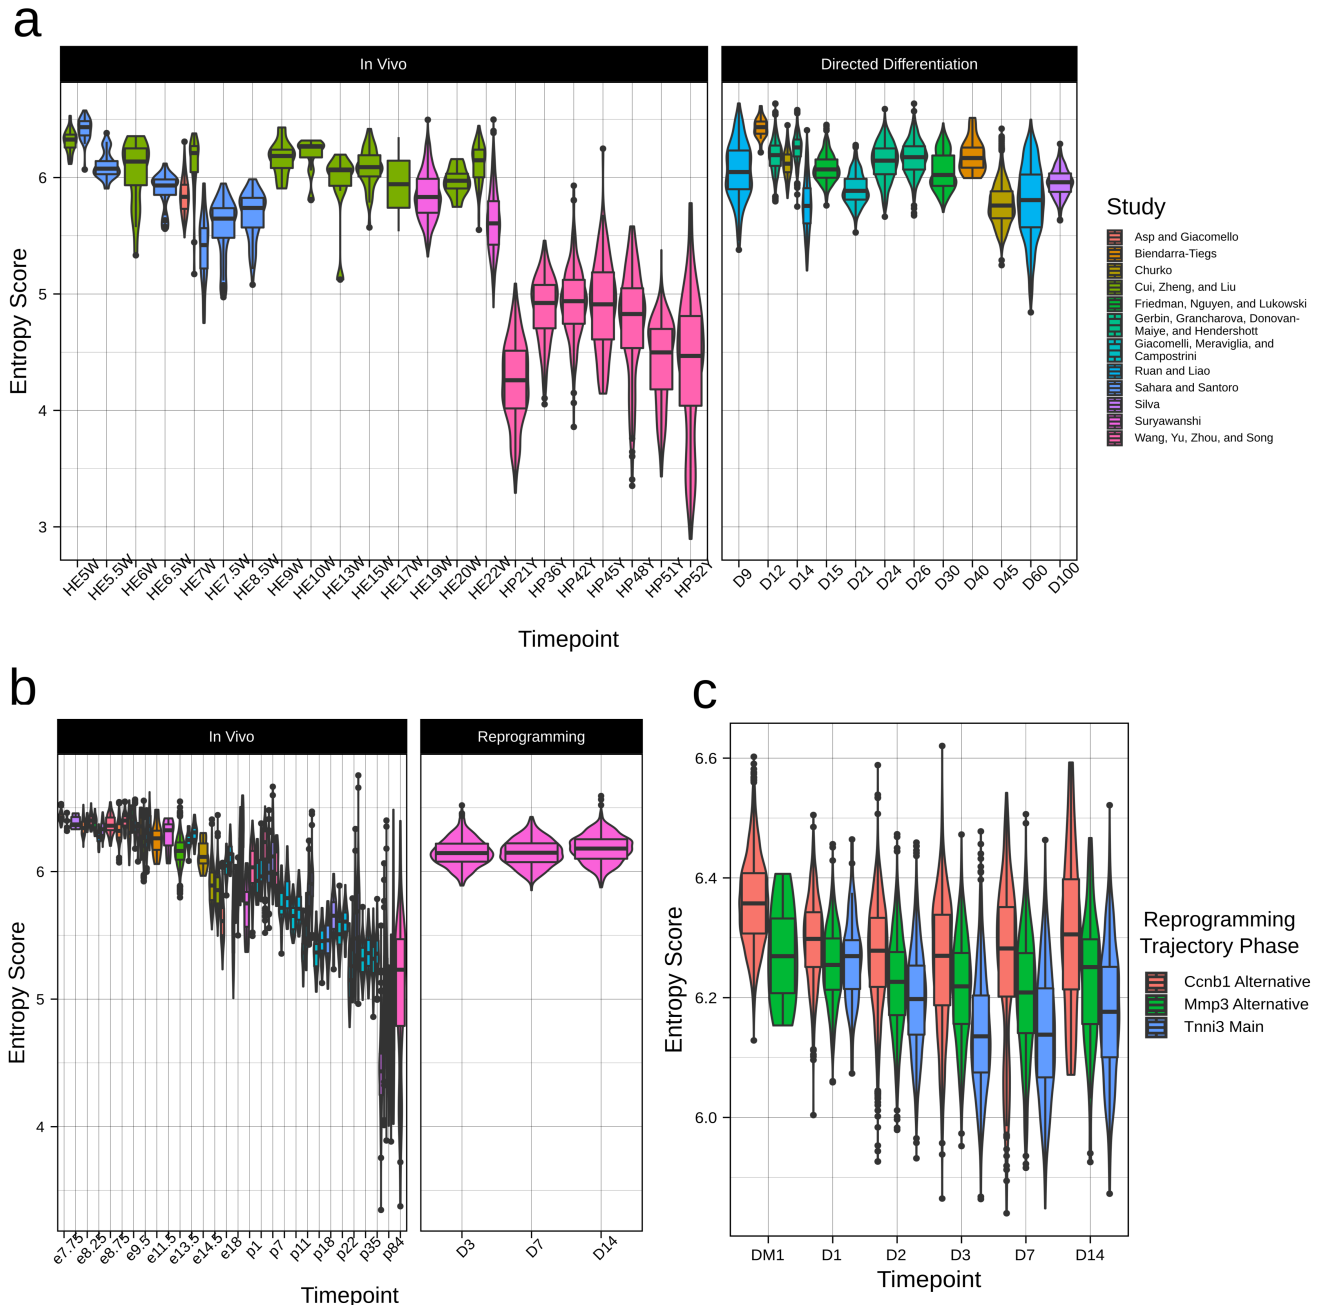 a
In Vivo
Directed Differentiation
Entropy Score
6
5
4
3
HE5W
HE5.5W
HE6W
HE6.5W
HE7W
HE7.5W
HE8.5W
HE9W
HE10W
HE13W
HE15W
HE17W
HE19W
HE20W
HE22W
HP21Y
HP36Y
HP42Y
HP45Y
HP48Y
HP51Y
HP52Y
D9
D12
D14
D15
D21
D24
D26
D30
D40
D45
D60
D100
Timepoint
Study
Asp and Giacomello
Biendarra-Tiegs
Churko
Cui, Zheng, and Liu
Friedman, Nguyen, and Lukowski
Gerbin, Grancharova, Donovan-
Maiye, and Hendershott
Giacomelli, Meraviglia, and
Campostrini
Ruan and Liao
Sahara and Santoro
Silva
Suryawanshi
Wang, Yu, Zhou, and Song
b
In Vivo
Reprogramming
Entropy Score
6
5
4
e7.75
e8.25
e8.75
e9.5
e11.5
e13.5
e14.5
e18
p1
p7
p11
p18
p22
p35
p84
D3
D7
D14
Timepoint
c
Entropy Score
6.6
6.4
6.2
6.0
DM1
D1
D2
D3
D7
D14
Timepoint
Reprogramming
Trajectory Phase
Ccnb1 Alternative
Mmp3 Alternative
Tnni3 Main